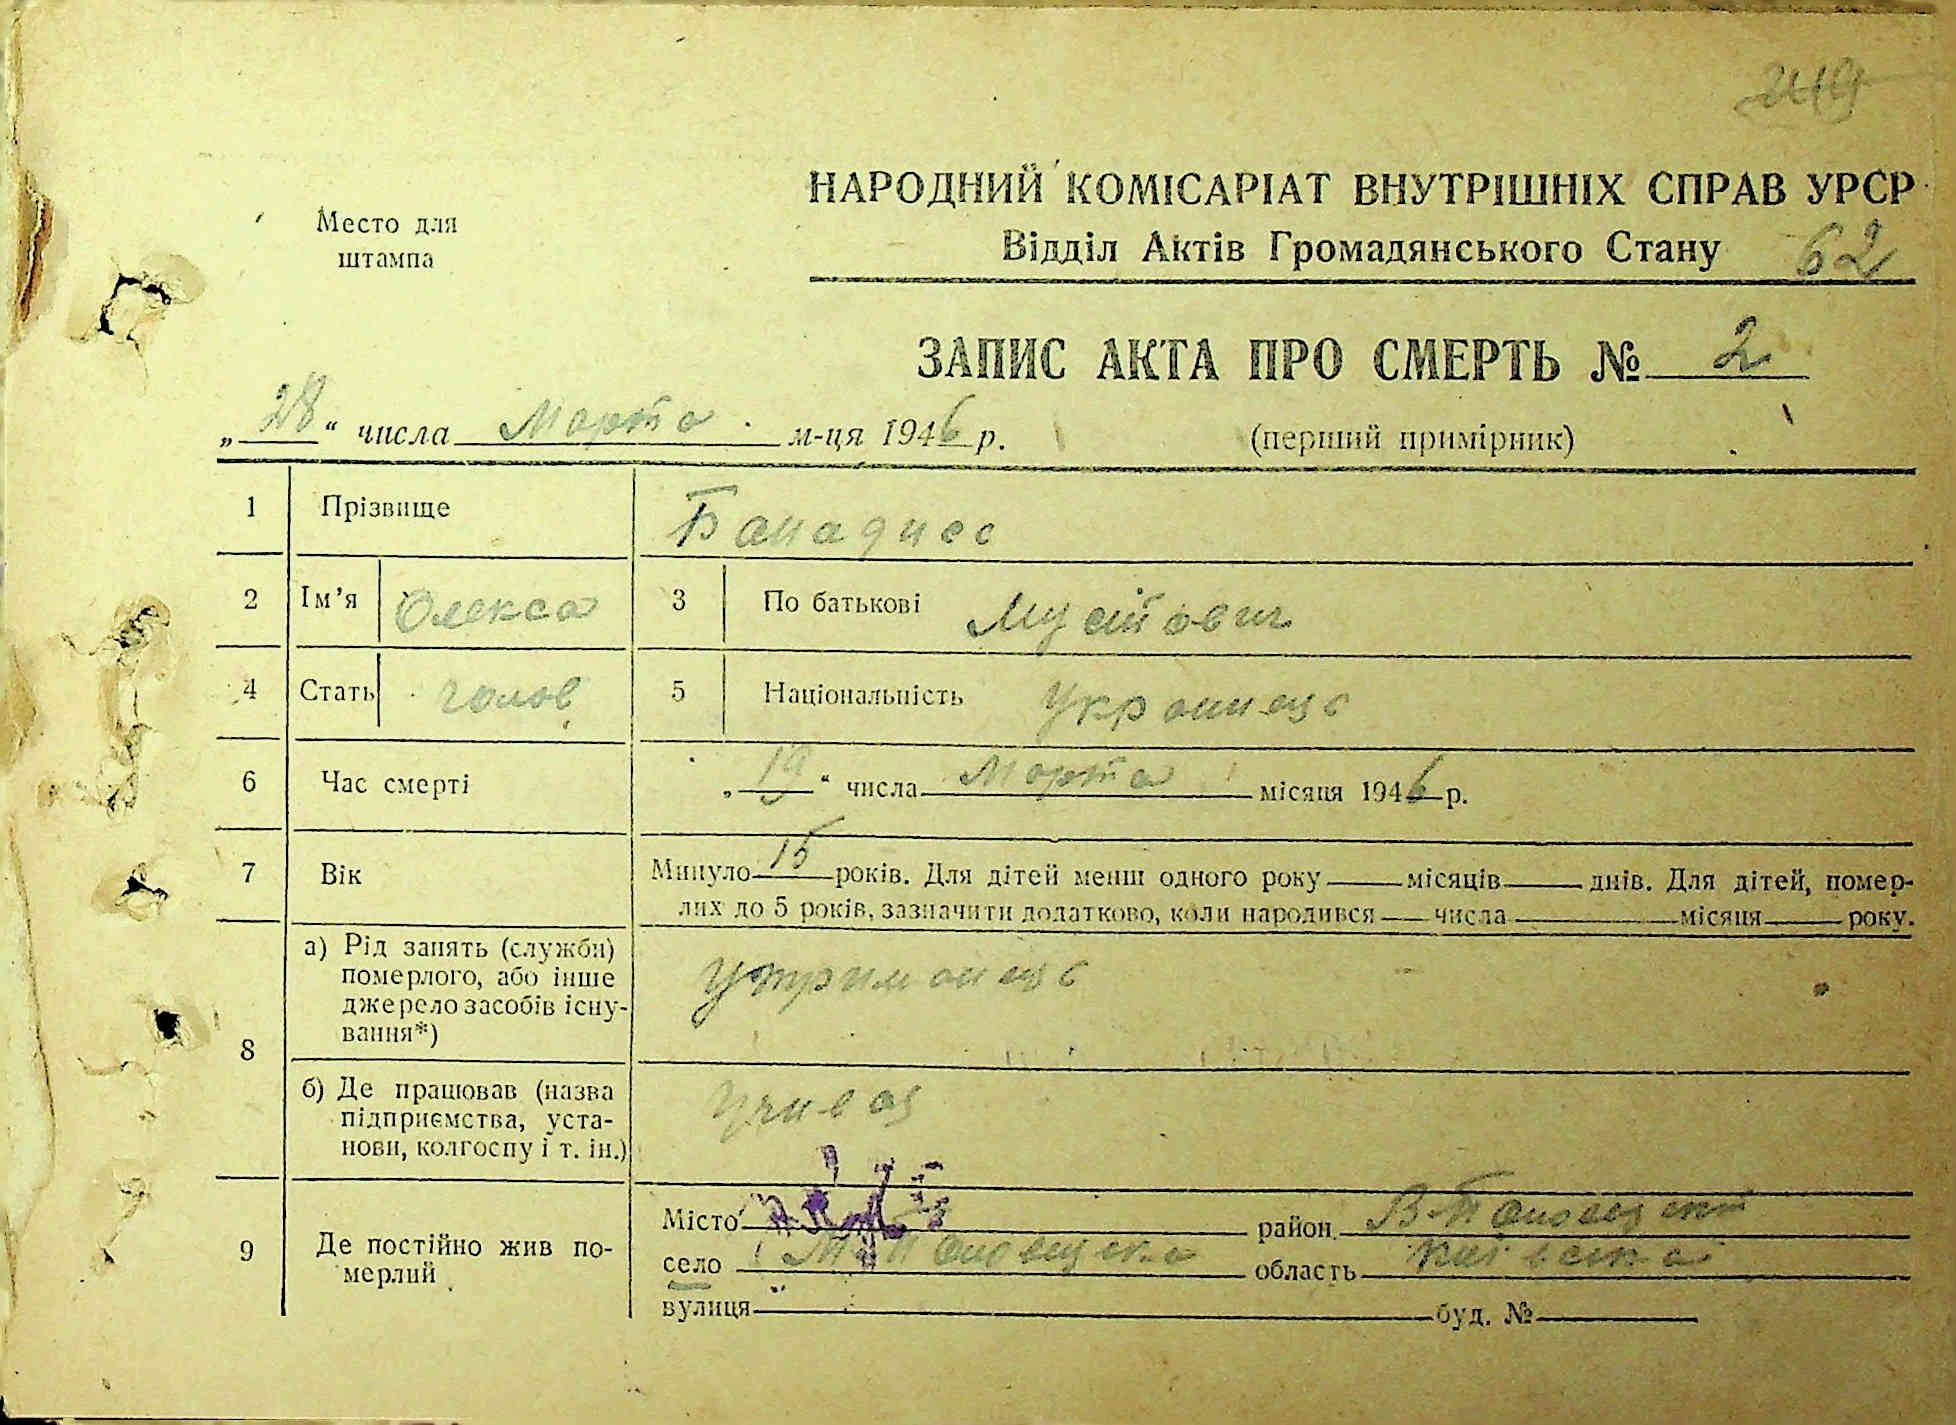 Место для
штампа
НАРОДНИЙ КОМІСАРІАТ ВНУТРІШНІХ СПРАВ УРСР
Відділ Актів Громадянського Стану 62
ЗАПИС АКТА ПРО СМЕРТЬ № 2
„28“ числа Марта м-ця 1946 р. (перший примірник)
1 Прізвище
2 Ім’я Олекса 3 По батькові
4 Стать 5 Національність Українець
6 Час смерті „19“ числа Марта місяця 1946 р.
7 Вік Минуло 15 років. Для дітей менш одного року місяців днів. Для дітей, помер-
лих до 5 років, зазначити додатково, коли народився числа місяця року.
8
а) Рід занять (служби)
померлого, або інше
джерело засобів існу-
вання*)
утриманець
б) Де працював (назва
підприємства, уста-
нови, колгоспу і т. ін.)
9 Де постійно жив по-
мерлий
Місто район
село область київська
вулиця буд. №